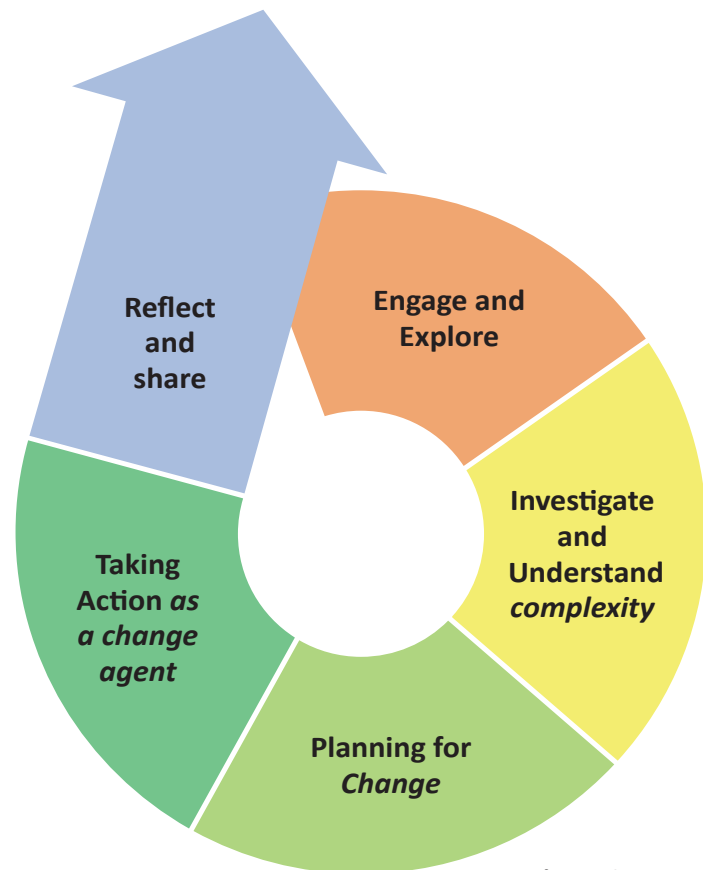 Engage and
Explore
Investigate
and
Understand
complexity
Planning for
Change
Taking
Action as
a change
agent
Reflect
and
share